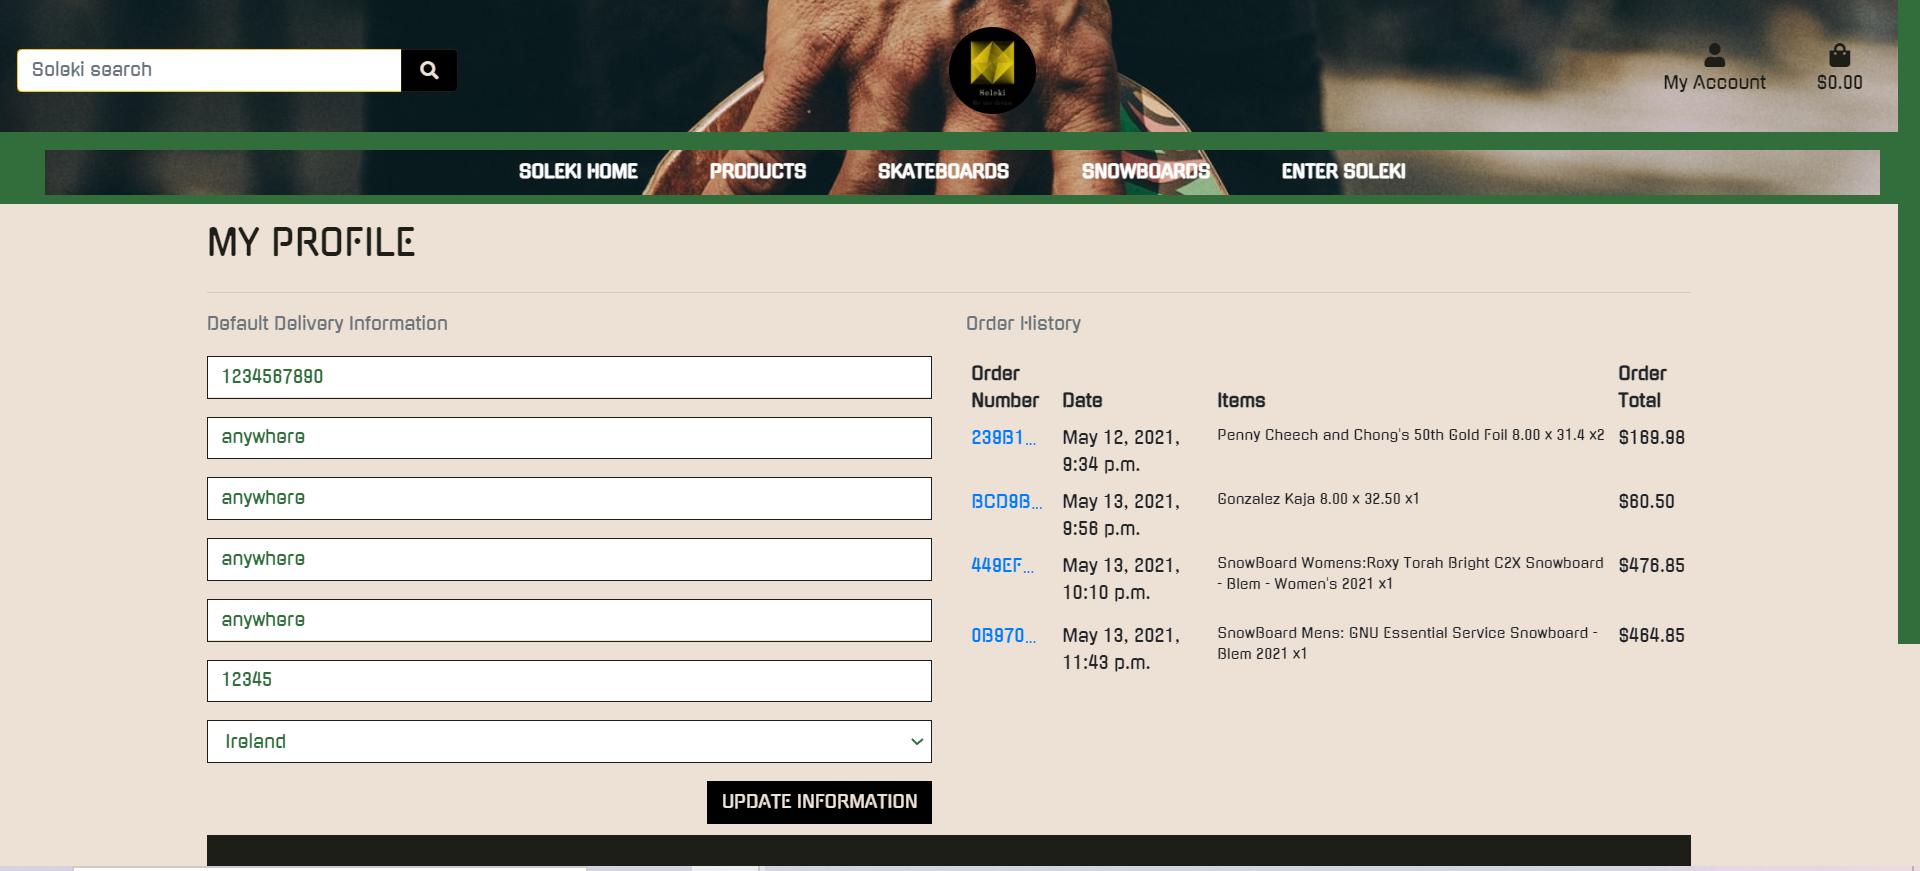 Soleki search
Soleki
My Account
$0.00
SOLEKI HOME PRODUCTS SKATEBOARDS SNOWBOARDS ENTER SOLEKI
MY PROFILE
Default Delivery Information
1234567890
anywhere
anywhere
anywhere
anywhere
12345
Ireland
UPDATE INFORMATION
Order History
Order Number Date Items Order Total
239B1... May 12, 2021, 9:34 p.m. Penny Cheech and Chong's 50th Gold Foil 8.00 x 31.4 x2 $169.98
BCD9B... May 13, 2021, 9:56 p.m. Gonzalez Kaja 8.00 x 32.50 x1 $60.50
449EF... May 13, 2021, 10:10 p.m. SnowBoard Womens:Roxy Torah Bright C2X Snowboard - Blem - Women's 2021 x1 $476.85
0B970... May 13, 2021, 11:43 p.m. SnowBoard Mens: GNU Essential Service Snowboard - Blem 2021 x1 $464.85